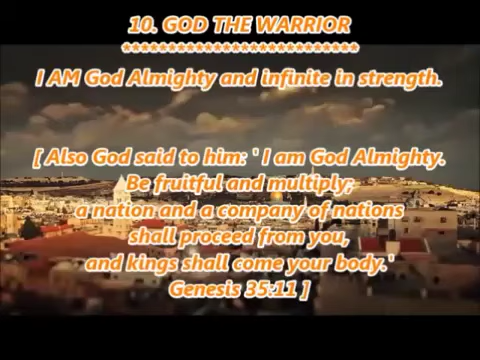 10. GOD THE WARRIOR
**************************
I AM God Almighty and infinite in strength.
[ Also God said to him: ' I am God Almighty.
Be fruitful and multiply;
a nation and a company of nations
shall proceed from you,
and kings shall come your body.'
Genesis 35:11 ]